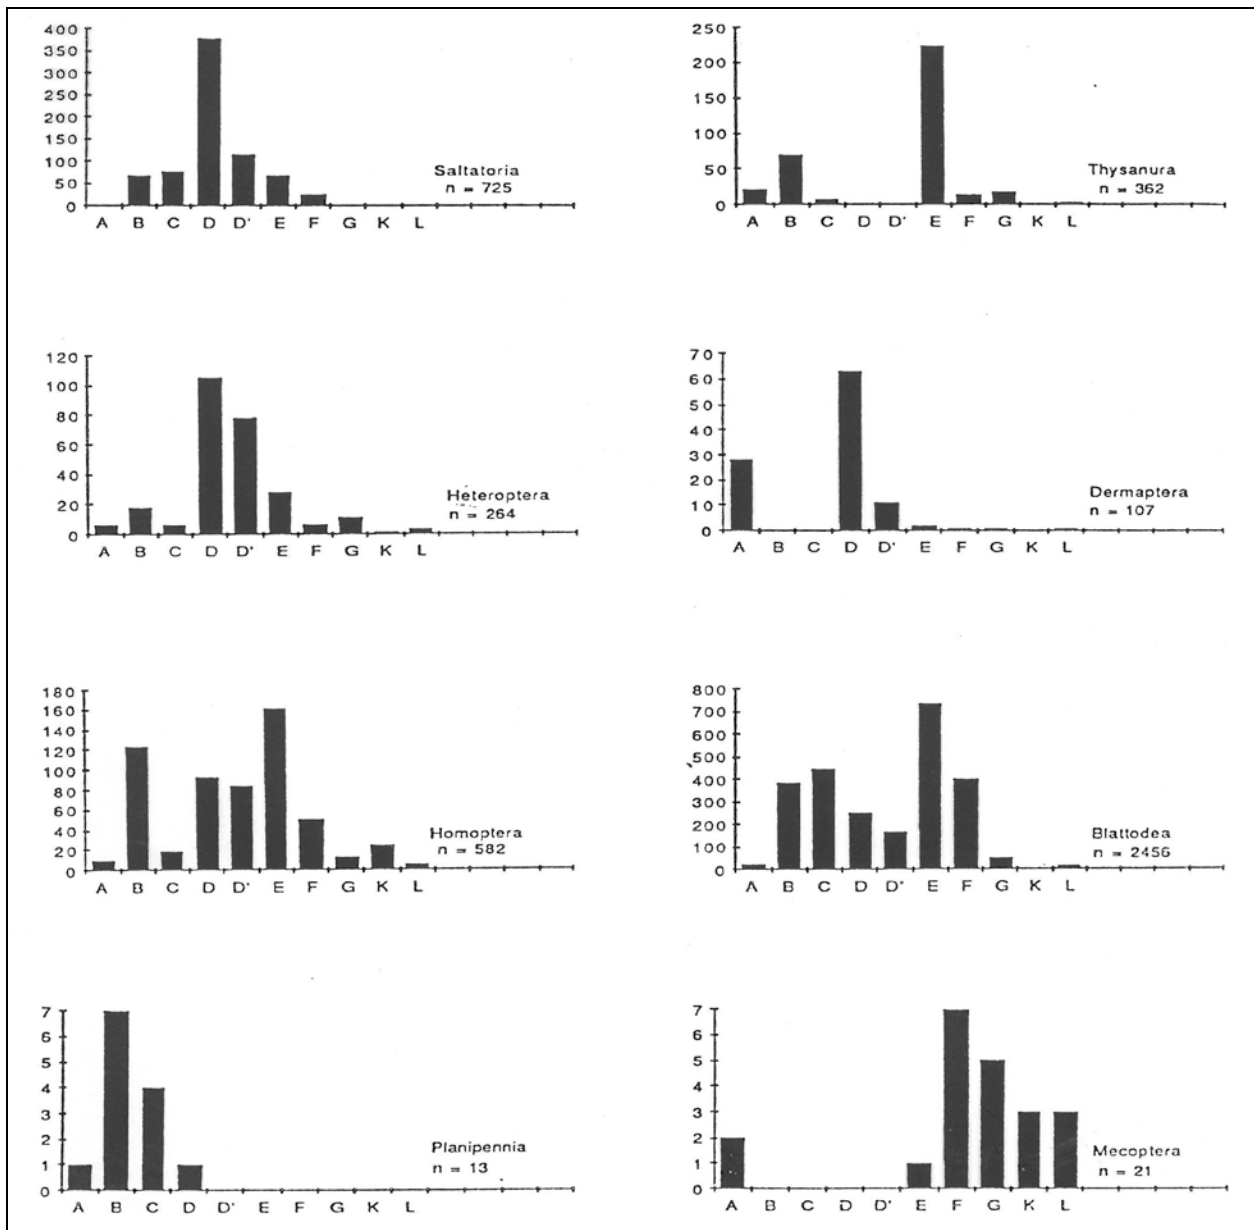 400
350
300
250
200
150
100
50
0
Saltatoria
n = 725
A B C D D' E F G K L
250
200
150
100
50
0
Thysanura
n = 362
A B C D D' E F G K L
120
100
80
60
40
20
0
Heteroptera
n = 264
A B C D D' E F G K L
70
60
50
40
30
20
10
0
Dermaptera
n = 107
A B C D D' E F G K L
180
160
140
120
100
80
60
40
20
0
Homoptera
n = 582
A B C D D' E F G K L
800
700
600
500
400
300
200
100
0
Blattodea
n = 2456
A B C D D' E F G K L
7
6
5
4
3
2
1
0
Planipennia
n = 13
A B C D D' E F G K L
7
6
5
4
3
2
1
0
Mecoptera
n = 21
A B C D D' E F G K L